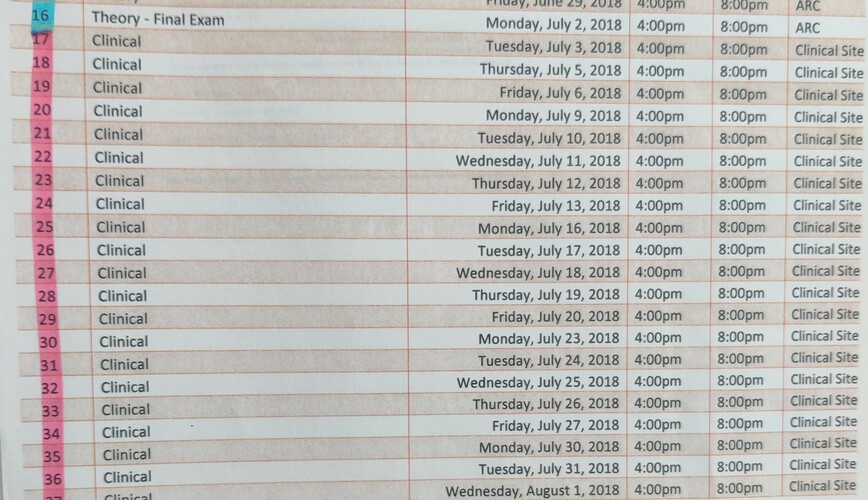 Friday, June 29, 2018 4:00pm 8:00pm ARC
16 Theory - Final Exam Monday, July 2, 2018 4:00pm 8:00pm ARC
17 Clinical Tuesday, July 3, 2018 4:00pm 8:00pm Clinical Site
18 Clinical Thursday, July 5, 2018 4:00pm 8:00pm Clinical Site
19 Clinical Friday, July 6, 2018 4:00pm 8:00pm Clinical Site
20 Clinical Monday, July 9, 2018 4:00pm 8:00pm Clinical Site
21 Clinical Tuesday, July 10, 2018 4:00pm 8:00pm Clinical Site
22 Clinical Wednesday, July 11, 2018 4:00pm 8:00pm Clinical Site
23 Clinical Thursday, July 12, 2018 4:00pm 8:00pm Clinical Site
24 Clinical Friday, July 13, 2018 4:00pm 8:00pm Clinical Site
25 Clinical Monday, July 16, 2018 4:00pm 8:00pm Clinical Site
26 Clinical Tuesday, July 17, 2018 4:00pm 8:00pm Clinical Site
27 Clinical Wednesday, July 18, 2018 4:00pm 8:00pm Clinical Site
28 Clinical Thursday, July 19, 2018 4:00pm 8:00pm Clinical Site
29 Clinical Friday, July 20, 2018 4:00pm 8:00pm Clinical Site
30 Clinical Monday, July 23, 2018 4:00pm 8:00pm Clinical Site
31 Clinical Tuesday, July 24, 2018 4:00pm 8:00pm Clinical Site
32 Clinical Wednesday, July 25, 2018 4:00pm 8:00pm Clinical Site
33 Clinical Thursday, July 26, 2018 4:00pm 8:00pm Clinical Site
34 Clinical Friday, July 27, 2018 4:00pm 8:00pm Clinical Site
35 Clinical Monday, July 30, 2018 4:00pm 8:00pm Clinical Site
36 Clinical Tuesday, July 31, 2018 4:00pm 8:00pm Clinical Site
37 Clinical Wednesday, August 1, 2018 4:00pm 8:00pm Clinical Site